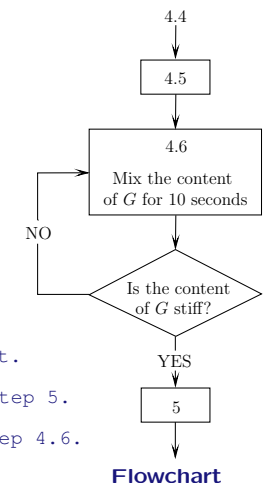 4.4
4.5
4.6
Mix the content
of G for 10 seconds
NO
Is the content
of G stiff?
t.
YES
tep 5.
5
ep 4.6.
Flowchart